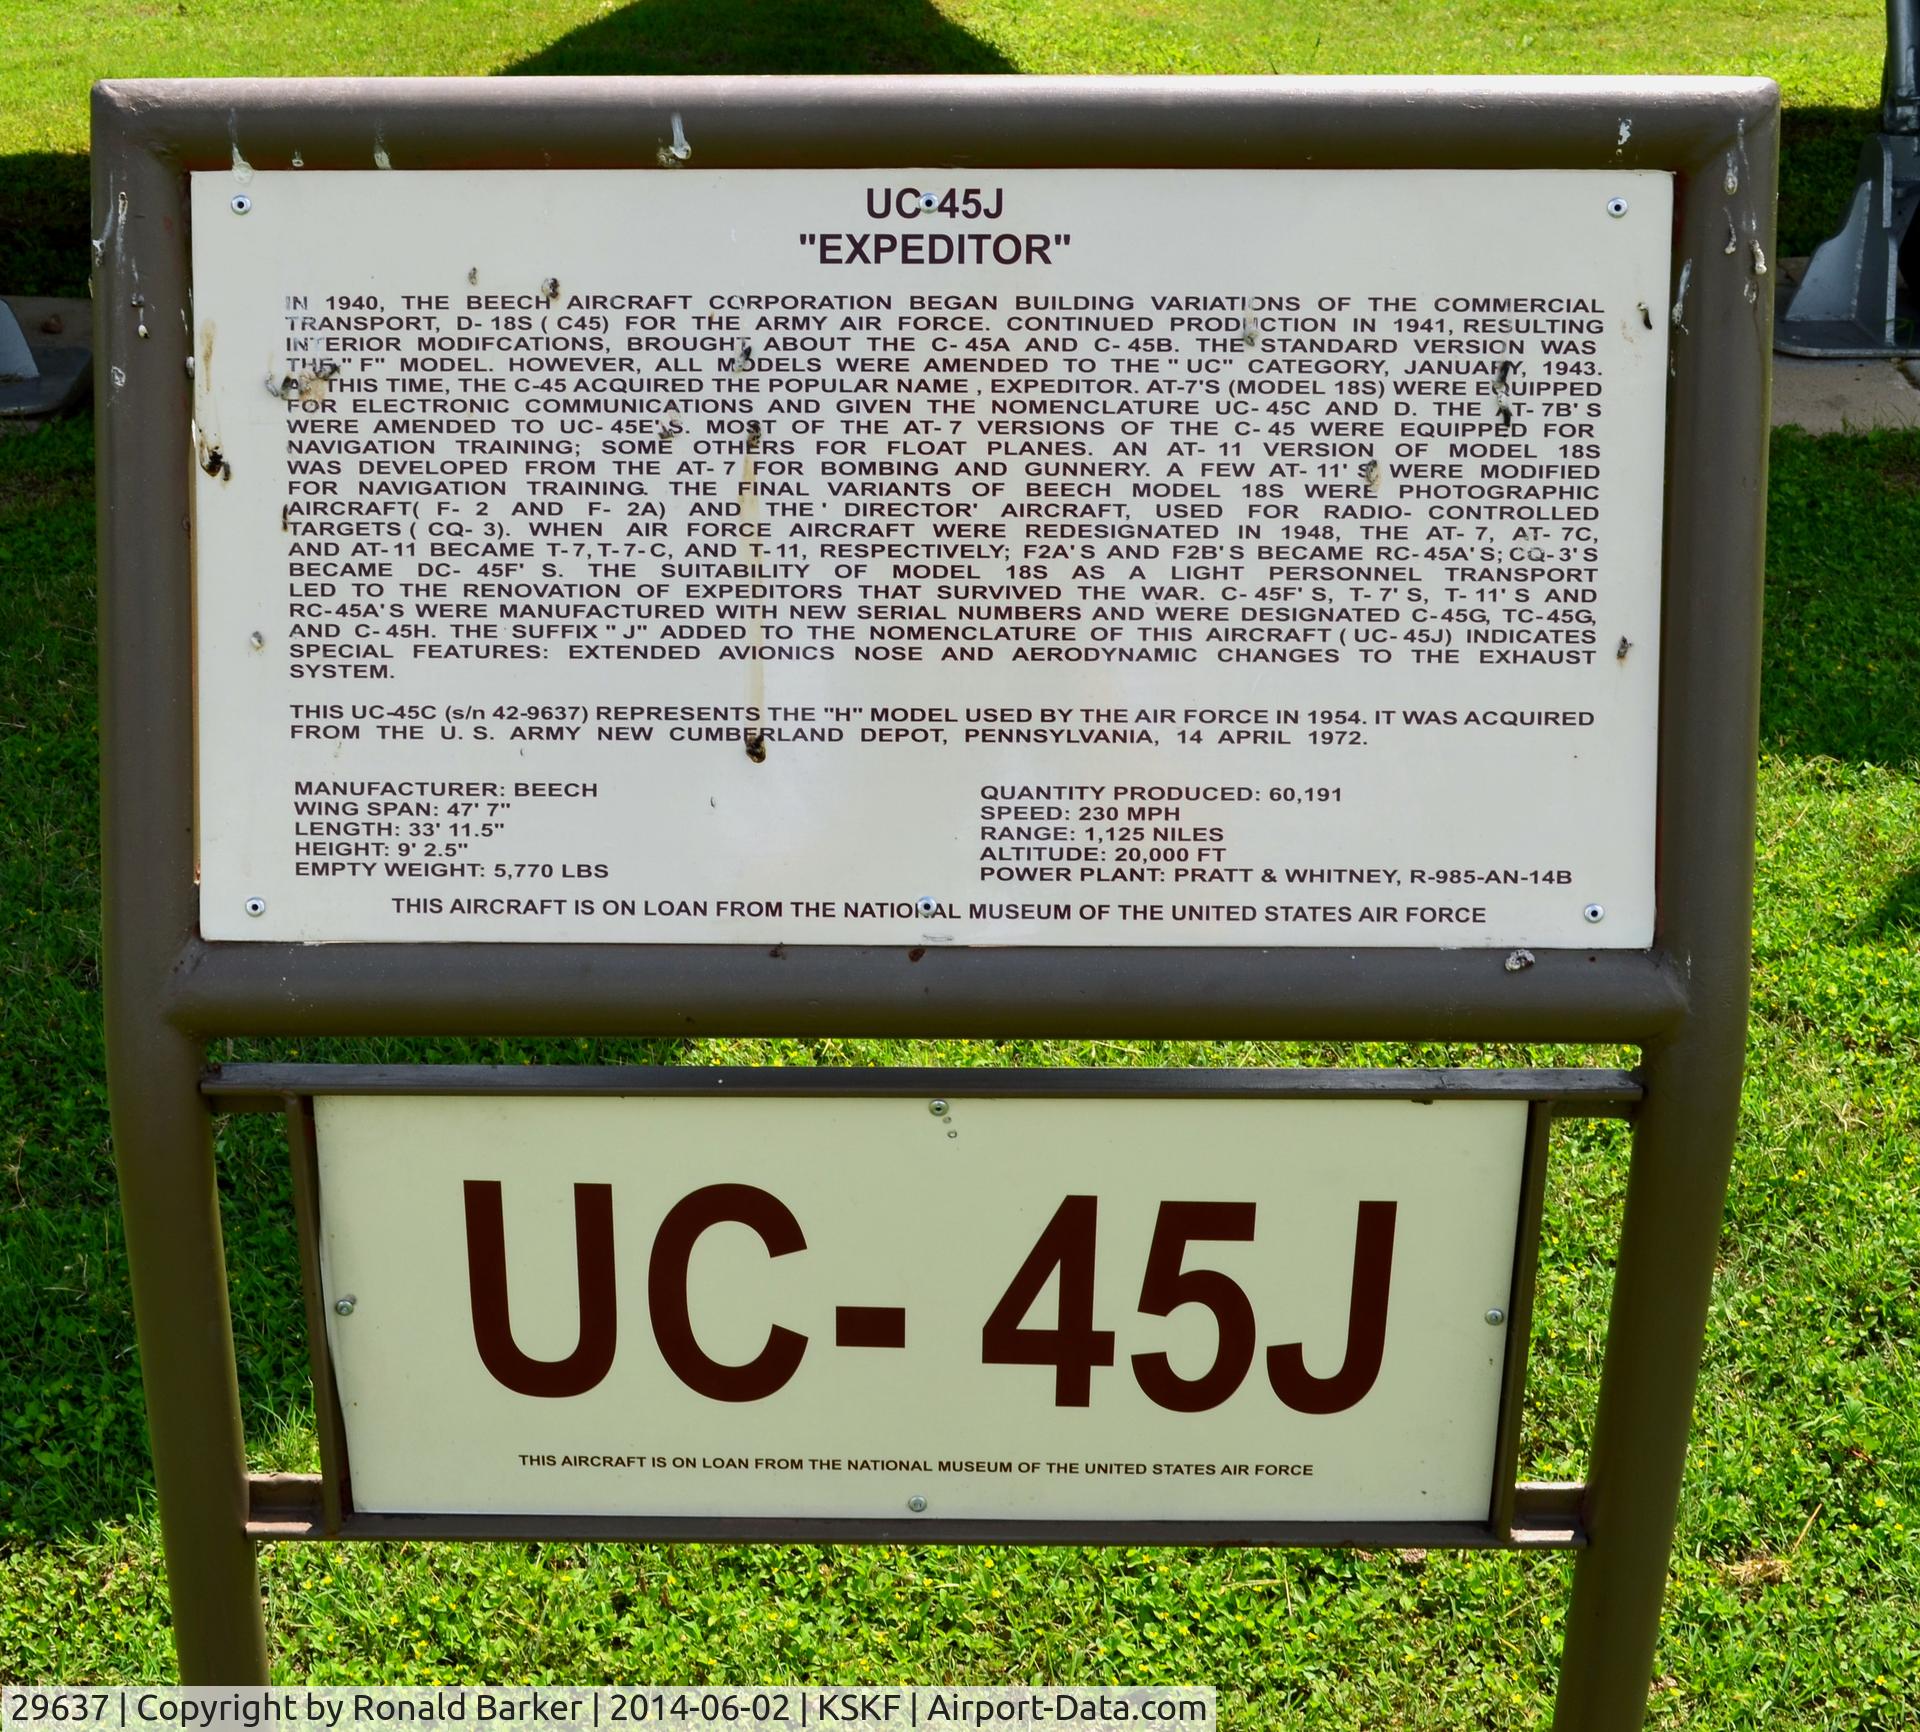 UC-45J
"EXPEDITOR"
IN 1940, THE BEECH AIRCRAFT CORPORATION BEGAN BUILDING VARIATIONS OF THE COMMERCIAL
TRANSPORT, D- 18S ( C45) FOR THE ARMY AIR FORCE. CONTINUED PRODUCTION IN 1941, RESULTING
INTERIOR MODIFCATIONS, BROUGHT ABOUT THE C- 45A AND C- 45B. THE STANDARD VERSION WAS
THE " F" MODEL. HOWEVER, ALL MODELS WERE AMENDED TO THE " UC" CATEGORY, JANUARY, 1943.
THIS TIME, THE C-45 ACQUIRED THE POPULAR NAME , EXPEDITOR. AT-7'S (MODEL 18S) WERE EQUIPPED
FOR ELECTRONIC COMMUNICATIONS AND GIVEN THE NOMENCLATURE UC- 45C AND D. THE AT- 7B' S
WERE AMENDED TO UC- 45E' S. MOST OF THE AT- 7 VERSIONS OF THE C- 45 WERE EQUIPPED FOR
NAVIGATION TRAINING; SOME OTHERS FOR FLOAT PLANES. AN AT- 11 VERSION OF MODEL 18S
WAS DEVELOPED FROM THE AT- 7 FOR BOMBING AND GUNNERY. A FEW AT- 11' S WERE MODIFIED
FOR NAVIGATION TRAINING. THE FINAL VARIANTS OF BEECH MODEL 18S WERE PHOTOGRAPHIC
AIRCRAFT( F- 2 AND F- 2A) AND THE ' DIRECTOR' AIRCRAFT, USED FOR RADIO- CONTROLLED
TARGETS ( CQ- 3). WHEN AIR FORCE AIRCRAFT WERE REDESIGNATED IN 1948, THE AT- 7, AT- 7C,
AND AT- 11 BECAME T- 7, T- 7- C, AND T- 11, RESPECTIVELY; F2A' S AND F2B' S BECAME RC- 45A' S; CQ- 3' S
BECAME DC- 45F' S. THE SUITABILITY OF MODEL 18S AS A LIGHT PERSONNEL TRANSPORT
LED TO THE RENOVATION OF EXPEDITORS THAT SURVIVED THE WAR. C- 45F' S, T- 7' S, T- 11' S AND
RC-45A'S WERE MANUFACTURED WITH NEW SERIAL NUMBERS AND WERE DESIGNATED C-45G, TC-45G,
AND C- 45H. THE SUFFIX " J" ADDED TO THE NOMENCLATURE OF THIS AIRCRAFT ( UC- 45J) INDICATES
SPECIAL FEATURES: EXTENDED AVIONICS NOSE AND AERODYNAMIC CHANGES TO THE EXHAUST
SYSTEM.
THIS UC-45C (s/n 42-9637) REPRESENTS THE "H" MODEL USED BY THE AIR FORCE IN 1954. IT WAS ACQUIRED
FROM THE U. S. ARMY NEW CUMBERLAND DEPOT, PENNSYLVANIA, 14 APRIL 1972.
MANUFACTURER: BEECH
WING SPAN: 47' 7"
LENGTH: 33' 11.5"
HEIGHT: 9' 2.5"
EMPTY WEIGHT: 5,770 LBS
QUANTITY PRODUCED: 60,191
SPEED: 230 MPH
RANGE: 1,125 NILES
ALTITUDE: 20,000 FT
POWER PLANT: PRATT & WHITNEY, R-985-AN-14B
THIS AIRCRAFT IS ON LOAN FROM THE NATIONAL MUSEUM OF THE UNITED STATES AIR FORCE
UC- 45J
THIS AIRCRAFT IS ON LOAN FROM THE NATIONAL MUSEUM OF THE UNITED STATES AIR FORCE
29637 | Copyright by Ronald Barker | 2014-06-02 | KSKF | Airport-Data.com